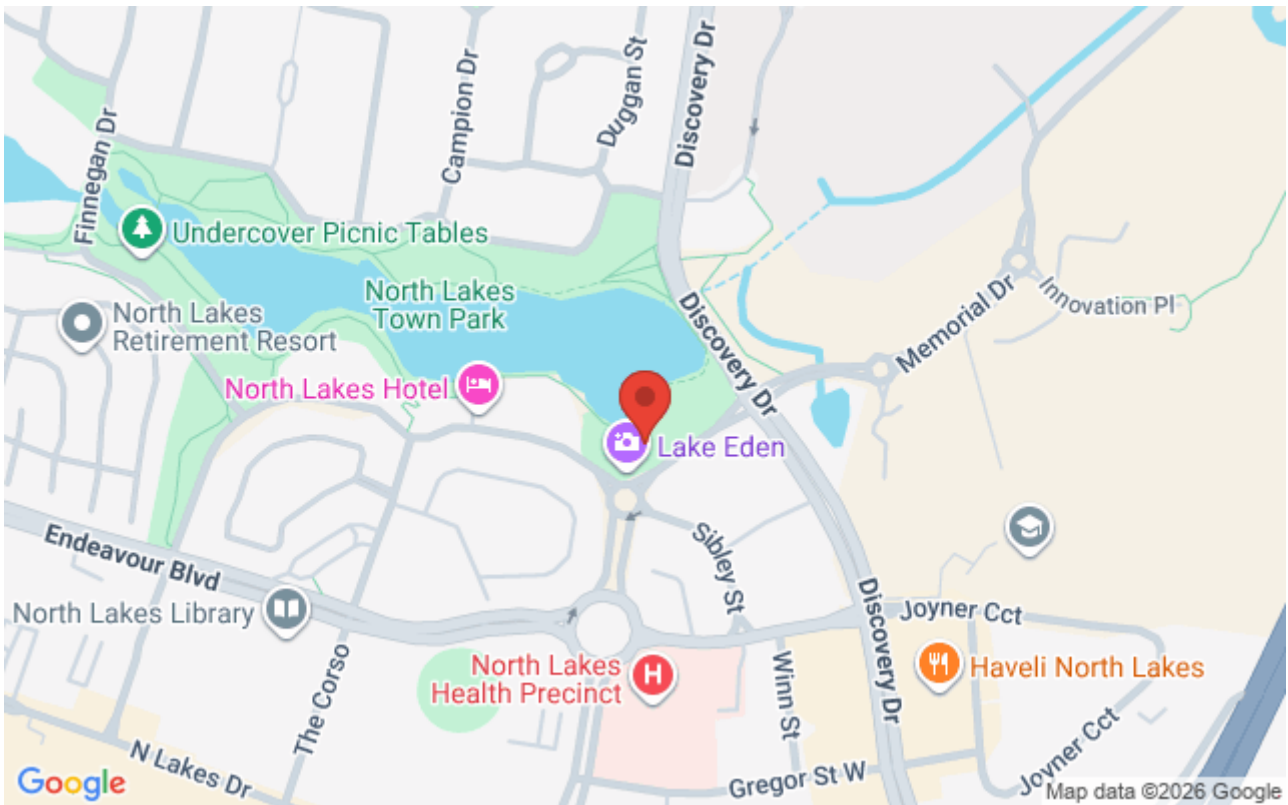 Finnegan Dr
Campion Dr
Duggan St
Discovery Dr
Undercover Picnic Tables
North Lakes
Town Park
North Lakes
Retirement Resort
Discovery Dr
Memorial Dr
Innovation Pl
North Lakes Hotel
Lake Eden
Endeavour Blvd
Sibley St
North Lakes Library
Joyner Cct
Discovery Dr
North Lakes
Health Precinct
Winn St
Haveli North Lakes
The Corso
N Lakes Dr
Gregor St W
Joyner Cct
H
Google
Map data ©2026 Google